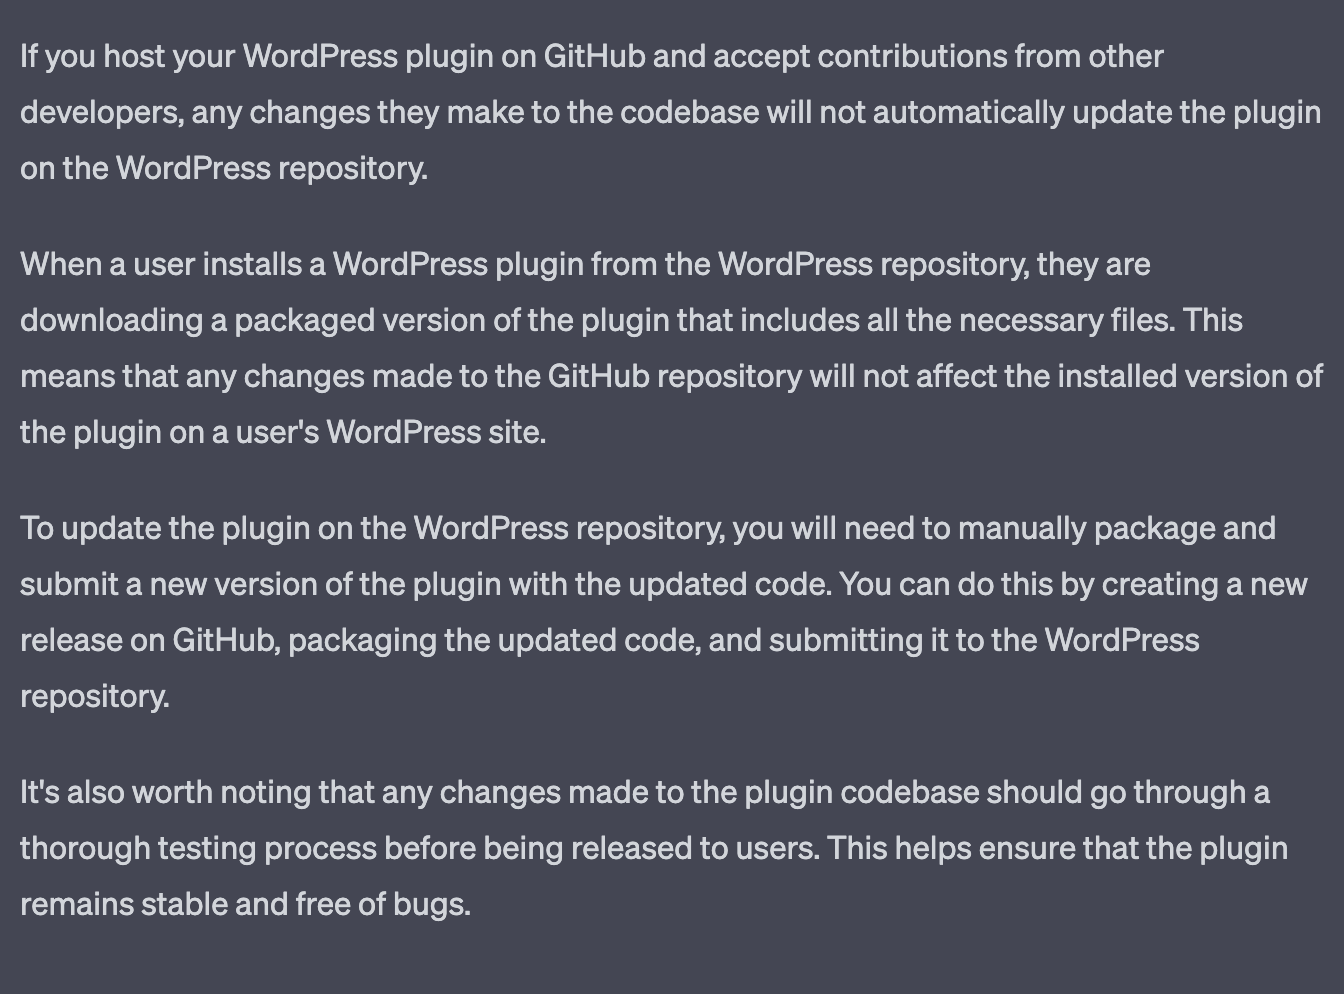 If you host your WordPress plugin on GitHub and accept contributions from other
developers, any changes they make to the codebase will not automatically update the plugin
on the WordPress repository.
When a user installs a WordPress plugin from the WordPress repository, they are
downloading a packaged version of the plugin that includes all the necessary files. This
means that any changes made to the GitHub repository will not affect the installed version of
the plugin on a user's WordPress site.
To update the plugin on the WordPress repository, you will need to manually package and
submit a new version of the plugin with the updated code. You can do this by creating a new
release on GitHub, packaging the updated code, and submitting it to the WordPress
repository.
It's also worth noting that any changes made to the plugin codebase should go through a
thorough testing process before being released to users. This helps ensure that the plugin
remains stable and free of bugs.